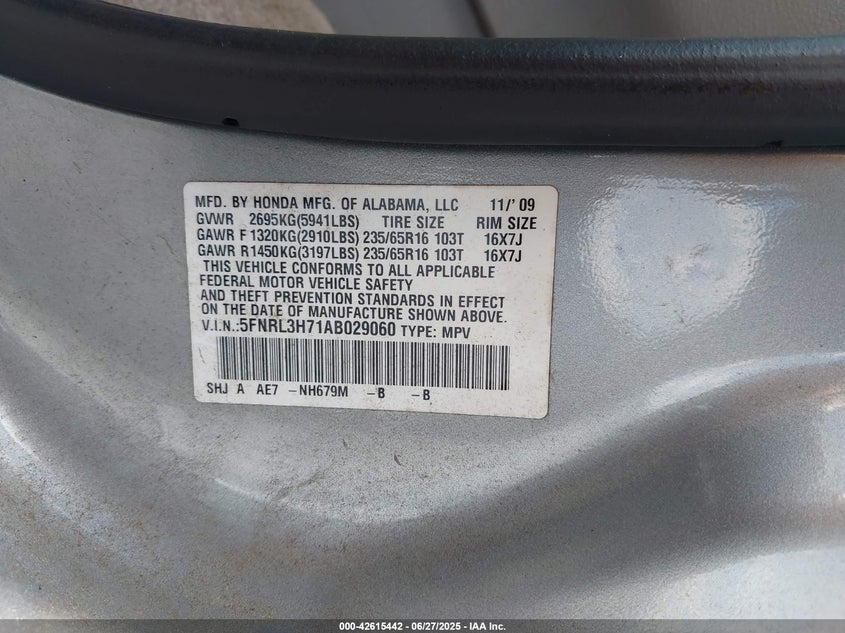 MFD. BY HONDA MFG. OF ALABAMA, LLC 11/' 09
GVWR 2695KG(5941LBS) TIRE SIZE RIM SIZE
GAWR F1320KG(2910LBS) 235/65R16 103T 16X7J
GAWR R1450KG(3197LBS) 235/65R16 103T 16X7J
THIS VEHICLE CONFORMS TO ALL APPLICABLE
FEDERAL MOTOR VEHICLE SAFETY
AND THEFT PREVENTION STANDARDS IN EFFECT
ON THE DATE OF MANUFACTURE SHOWN ABOVE.
V.I.N.:5FNRL3H71AB029060 TYPE: MPV
SHJ A AE7 -NH679M -B -B
000-42615442 | 06/27/2025 - IAA Inc.